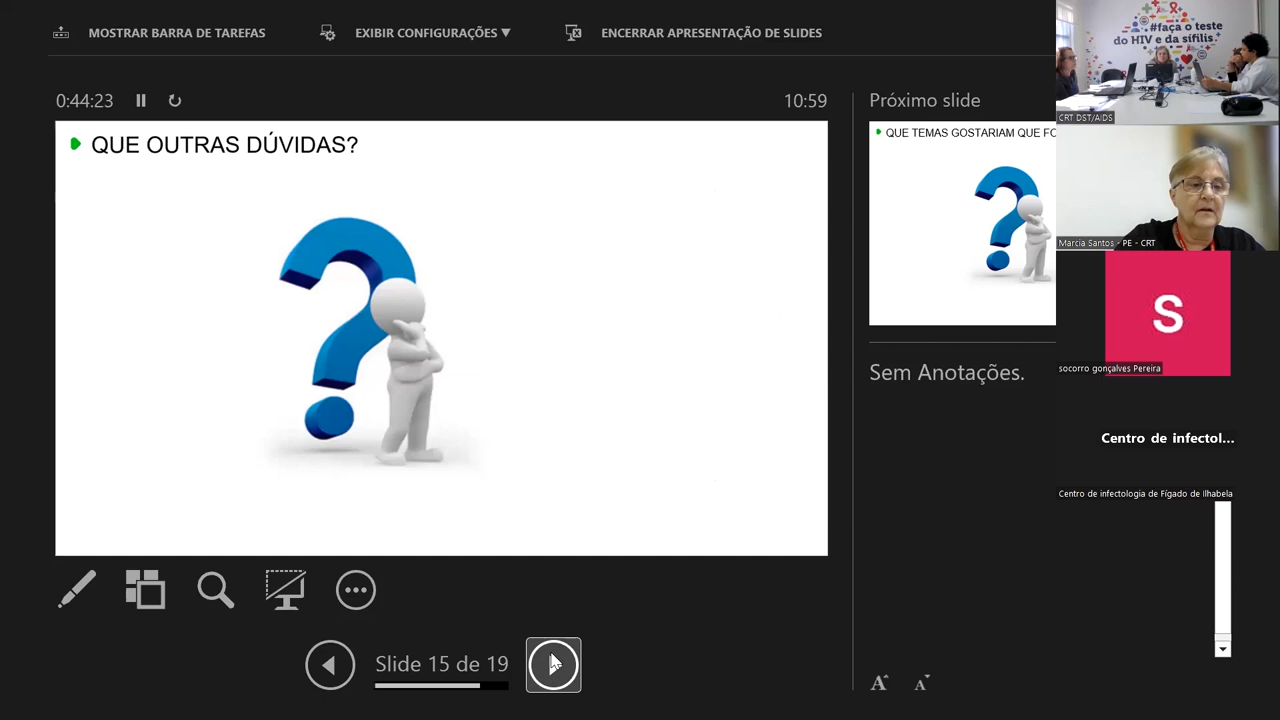 MOSTRAR BARRA DE TAREFAS
EXIBIR CONFIGURAÇÕES ▼
ENCERRAR APRESENTAÇÃO DE SLIDES
0:44:23
10:59
QUE OUTRAS DÚVIDAS?
Próximo slide
QUE TEMAS GOSTARIAM QUE FO
Sem Anotações.
Slide 15 de 19
A A
#faça o teste
do HIV e da sífilis.
CRT DST/AIDS
Marcia Santos - PE - CRT
S
socorro gonçalves Pereira
Centro de infectol...
Centro de infectologia de Fígado de Ilhabela